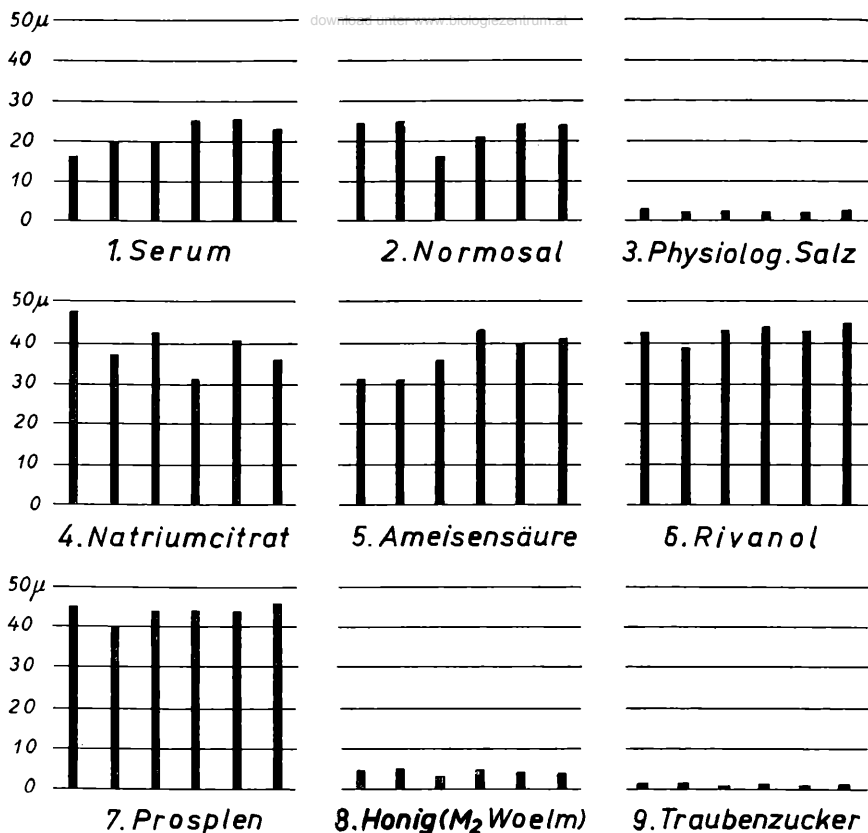 download unter www.biologiezentrum.at
50µ
40
30
20
10
0
1. Serum
2. Normosal
3. Physiolog. Salz
50µ
40
30
20
10
0
4. Natriumcitrat
5. Ameisensäure
6. Rivanol
50µ
40
30
20
10
0
7. Prosplen
8. Honig (M₂ Woelm)
9. Traubenzucker